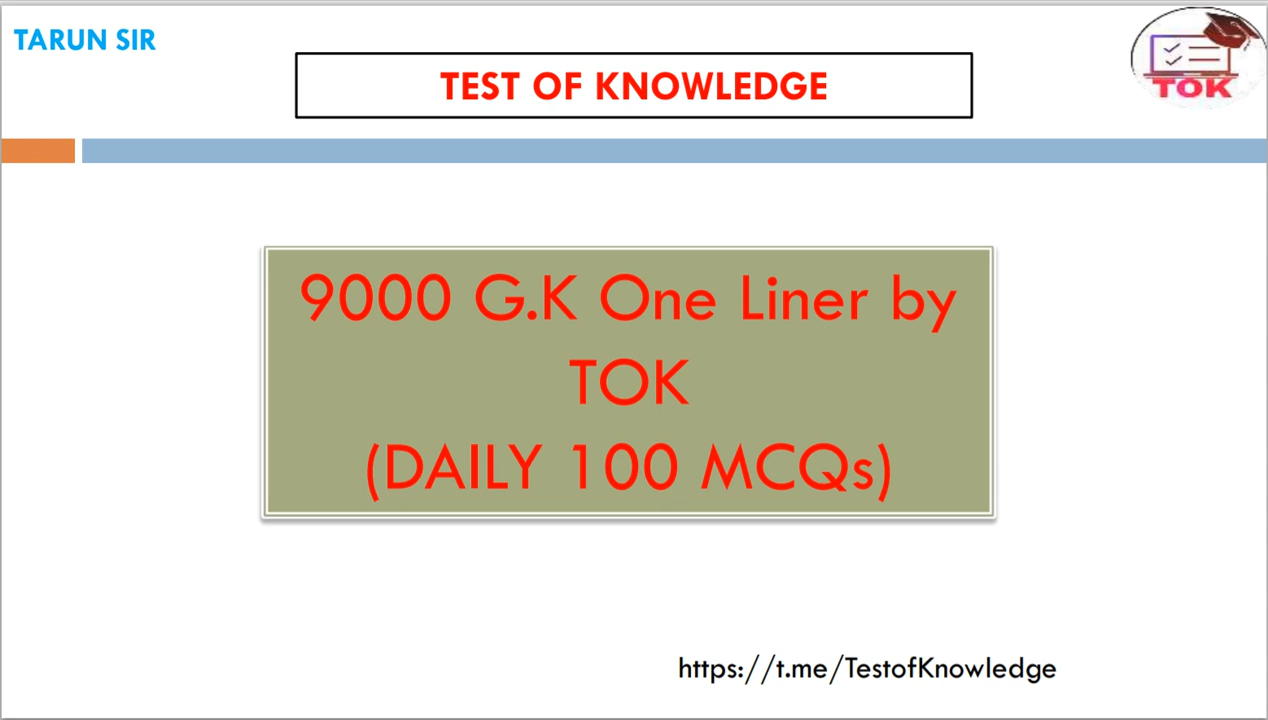 TARUN SIR
TEST OF KNOWLEDGE
TOK
9000 G.K One Liner by
TOK
(DAILY 100 MCQs)
https://t.me/TestofKnowledge